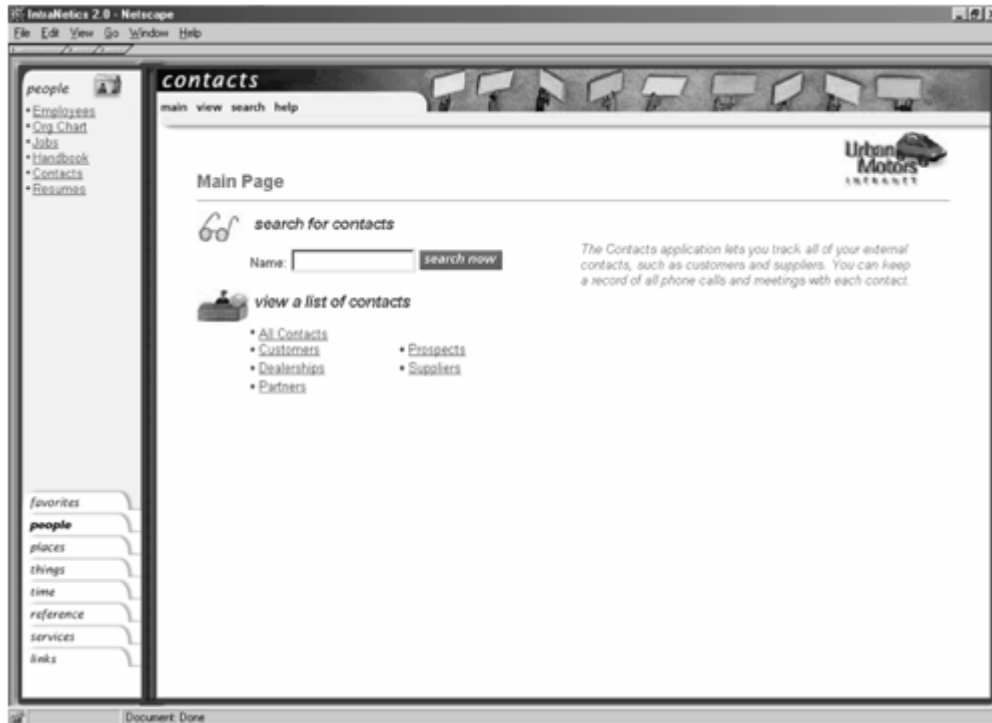 IntraNetics 2.0 - Netscape
File Edit View Go Window Help
people
• Employees
• Org Chart
• Jobs
• Handbook
• Contacts
• Resumes
favorites
people
places
things
time
reference
services
links
contacts
main view search help
Urban
Motors
INTRANET
Main Page
search for contacts
Name: search now
The Contacts application lets you track all of your external
contacts, such as customers and suppliers. You can keep
a record of all phone calls and meetings with each contact.
view a list of contacts
• All Contacts
• Customers • Prospects
• Dealerships • Suppliers
• Partners
Document: Done